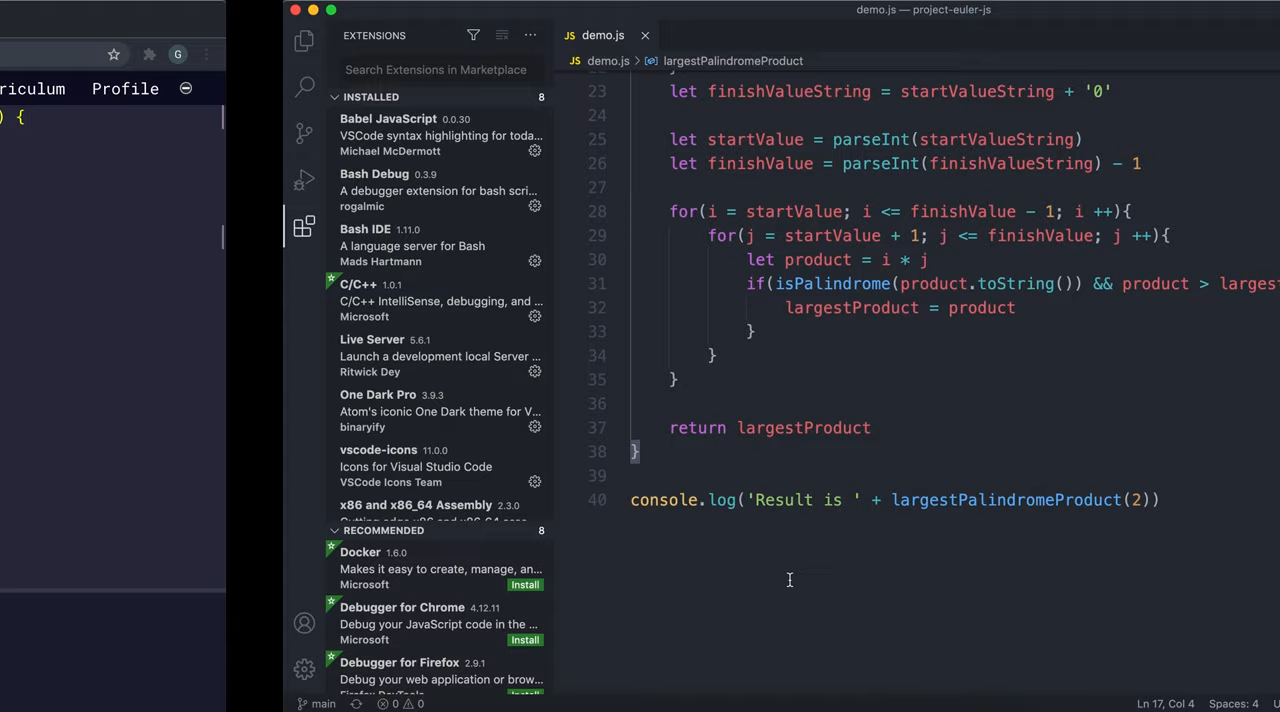 demo.js — project-euler-js
G
riculum Profile
) {
EXTENSIONS
Search Extensions in Marketplace
INSTALLED 8
Babel JavaScript 0.0.30
VSCode syntax highlighting for toda...
Michael McDermott
Bash Debug 0.3.9
A debugger extension for bash scri...
rogalmic
Bash IDE 1.11.0
A language server for Bash
Mads Hartmann
C/C++ 1.0.1
C/C++ IntelliSense, debugging, and ...
Microsoft
Live Server 5.6.1
Launch a development local Server ...
Ritwick Dey
One Dark Pro 3.9.3
Atom's iconic One Dark theme for V...
binaryify
vscode-icons 11.0.0
Icons for Visual Studio Code
VSCode Icons Team
x86 and x86_64 Assembly 2.3.0
RECOMMENDED 8
Docker 1.6.0
Makes it easy to create, manage, an...
Microsoft Install
Debugger for Chrome 4.12.11
Debug your JavaScript code in the ...
Microsoft Install
Debugger for Firefox 2.9.1
Debug your web application or brow...
Firefox DevTools Install
JS demo.js
JS demo.js > largestPalindromeProduct
23 let finishValueString = startValueString + '0'
24
25 let startValue = parseInt(startValueString)
26 let finishValue = parseInt(finishValueString) - 1
27
28 for(i = startValue; i <= finishValue - 1; i ++){
29 for(j = startValue + 1; j <= finishValue; j ++){
30 let product = i * j
31 if(isPalindrome(product.toString()) && product > larges
32 largestProduct = product
33 }
34 }
35 }
36
37 return largestProduct
38 }
39
40 console.log('Result is ' + largestPalindromeProduct(2))
main 0 0 Ln 17, Col 4 Spaces: 4